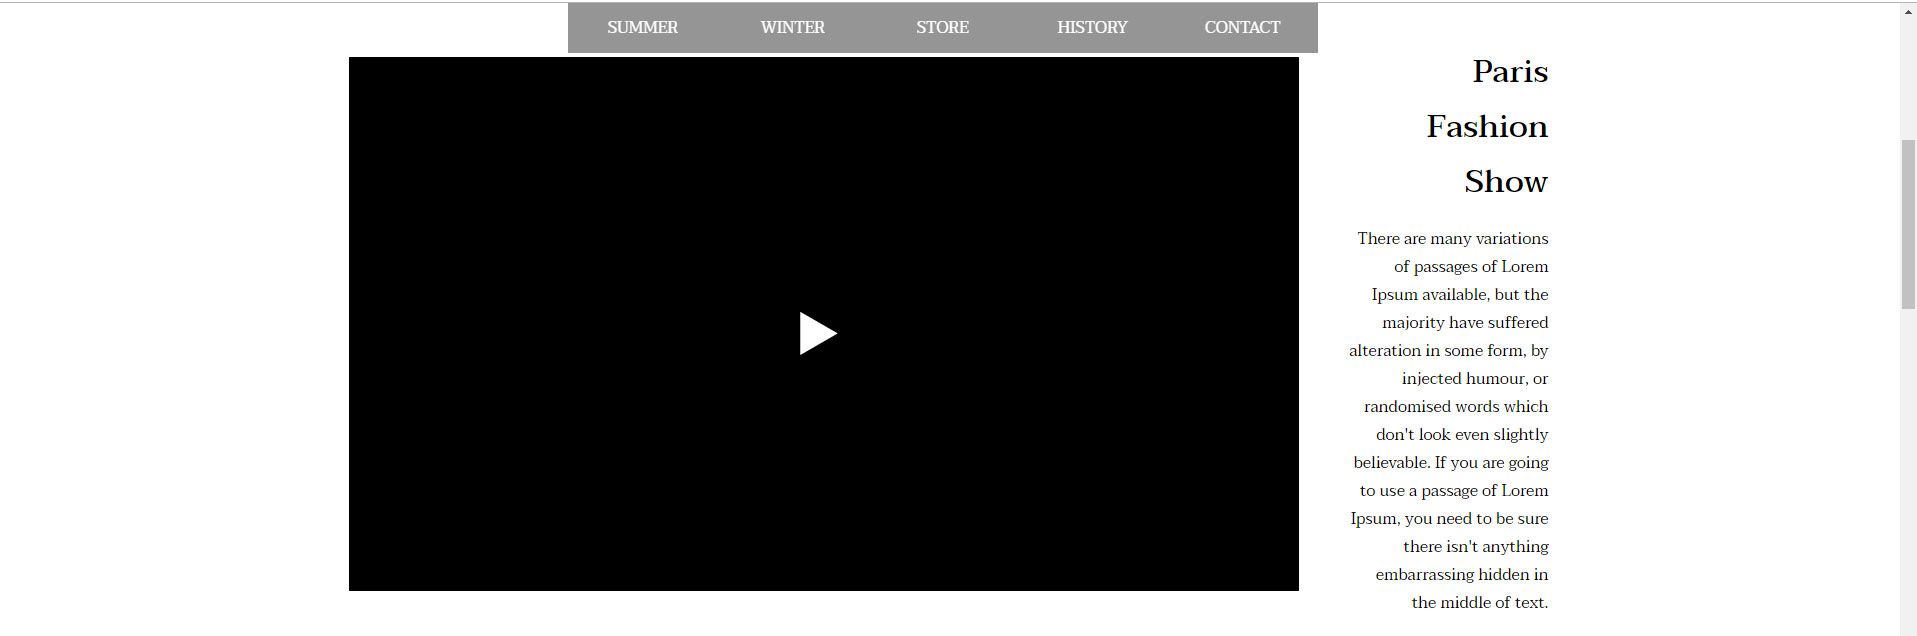 SUMMER WINTER STORE HISTORY CONTACT
Paris
Fashion
Show
There are many variations
of passages of Lorem
Ipsum available, but the
majority have suffered
alteration in some form, by
injected humour, or
randomised words which
don't look even slightly
believable. If you are going
to use a passage of Lorem
Ipsum, you need to be sure
there isn't anything
embarrassing hidden in
the middle of text.